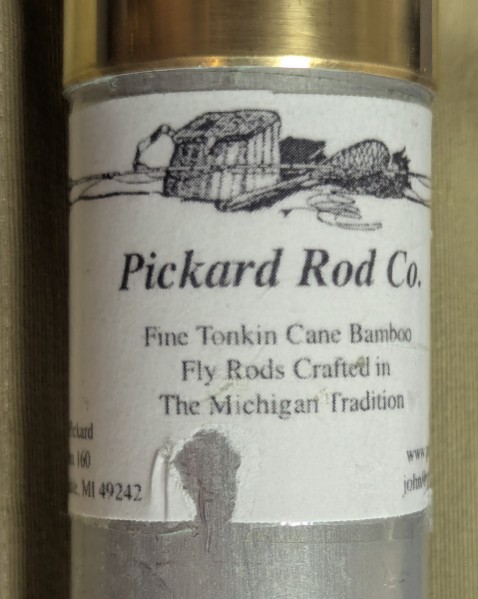 Pickard Rod Co.
Fine Tonkin Cane Bamboo
Fly Rods Crafted in
The Michigan Tradition
160
MI 49242
www
john